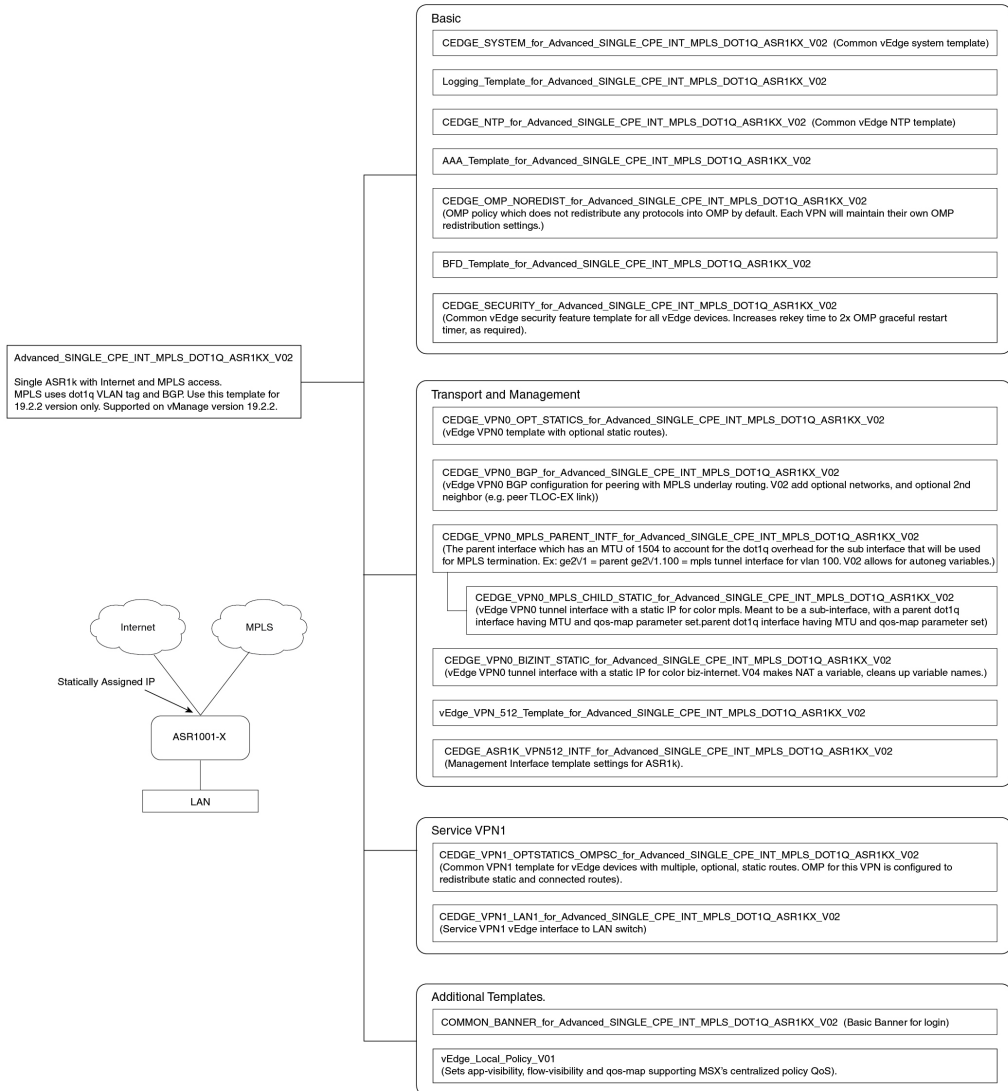 Basic
CEDGE_SYSTEM_for_Advanced_SINGLE_CPE_INT_MPLS_DOT1Q_ASR1KX_V02 (Common vEdge system template)
Logging_Template_for_Advanced_SINGLE_CPE_INT_MPLS_DOT1Q_ASR1KX_V02
CEDGE_NTP_for_Advanced_SINGLE_CPE_INT_MPLS_DOT1Q_ASR1KX_V02 (Common vEdge NTP template)
AAA_Template_for_Advanced_SINGLE_CPE_INT_MPLS_DOT1Q_ASR1KX_V02
CEDGE_OMP_NOREDIST_for_Advanced_SINGLE_CPE_INT_MPLS_DOT1Q_ASR1KX_V02
(OMP policy which does not redistribute any protocols into OMP by default. Each VPN will maintain their own OMP
redistribution settings.)
BFD_Template_for_Advanced_SINGLE_CPE_INT_MPLS_DOT1Q_ASR1KX_V02
CEDGE_SECURITY_for_Advanced_SINGLE_CPE_INT_MPLS_DOT1Q_ASR1KX_V02
(Common vEdge security feature template for all vEdge devices. Increases rekey time to 2x OMP graceful restart
timer, as required).
Advanced_SINGLE_CPE_INT_MPLS_DOT1Q_ASR1KX_V02
Single ASR1k with Internet and MPLS access.
MPLS uses dot1q VLAN tag and BGP. Use this template for
19.2.2 version only. Supported on vManage version 19.2.2.
Transport and Management
CEDGE_VPN0_OPT_STATICS_for_Advanced_SINGLE_CPE_INT_MPLS_DOT1Q_ASR1KX_V02
(vEdge VPN0 template with optional static routes).
CEDGE_VPN0_BGP_for_Advanced_SINGLE_CPE_INT_MPLS_DOT1Q_ASR1KX_V02
(vEdge VPN0 BGP configuration for peering with MPLS underlay routing. V02 add optional networks, and optional 2nd
neighbor (e.g. peer TLOC-EX link))
CEDGE_VPN0_MPLS_PARENT_INTF_for_Advanced_SINGLE_CPE_INT_MPLS_DOT1Q_ASR1KX_V02
(The parent interface which has an MTU of 1504 to account for the dot1q overhead for the sub interface that will be used
for MPLS termination. Ex: ge2\/1 = parent ge2\/1.100 = mpls tunnel interface for vlan 100. V02 allows for autoneg variables.)
CEDGE_VPN0_MPLS_CHILD_STATIC_for_Advanced_SINGLE_CPE_INT_MPLS_DOT1Q_ASR1KX_V02
(vEdge VPN0 tunnel interface with a static IP for color mpls. Meant to be a sub-interface, with a parent dot1q
interface having MTU and qos-map parameter set.parent dot1q interface having MTU and qos-map parameter set)
CEDGE_VPN0_BIZINT_STATIC_for_Advanced_SINGLE_CPE_INT_MPLS_DOT1Q_ASR1KX_V02
(vEdge VPN0 tunnel interface with a static IP for color biz-internet. V04 makes NAT a variable, cleans up variable names.)
vEdge_VPN_512_Template_for_Advanced_SINGLE_CPE_INT_MPLS_DOT1Q_ASR1KX_V02
CEDGE_ASR1K_VPN512_INTF_for_Advanced_SINGLE_CPE_INT_MPLS_DOT1Q_ASR1KX_V02
(Management Interface template settings for ASR1k).
Internet
MPLS
Statically Assigned IP
ASR1001-X
LAN
Service VPN1
CEDGE_VPN1_OPTSTATICS_OMPSC_for_Advanced_SINGLE_CPE_INT_MPLS_DOT1Q_ASR1KX_V02
(Common VPN1 template for vEdge devices with multiple, optional, static routes. OMP for this VPN is configured to
redistribute static and connected routes).
CEDGE_VPN1_LAN1_for_Advanced_SINGLE_CPE_INT_MPLS_DOT1Q_ASR1KX_V02
(Service VPN1 vEdge interface to LAN switch)
Additional Templates.
COMMON_BANNER_for_Advanced_SINGLE_CPE_INT_MPLS_DOT1Q_ASR1KX_V02 (Basic Banner for login)
vEdge_Local_Policy_V01
(Sets app-visibility, flow-visibility and qos-map supporting MSX's centralized policy QoS).